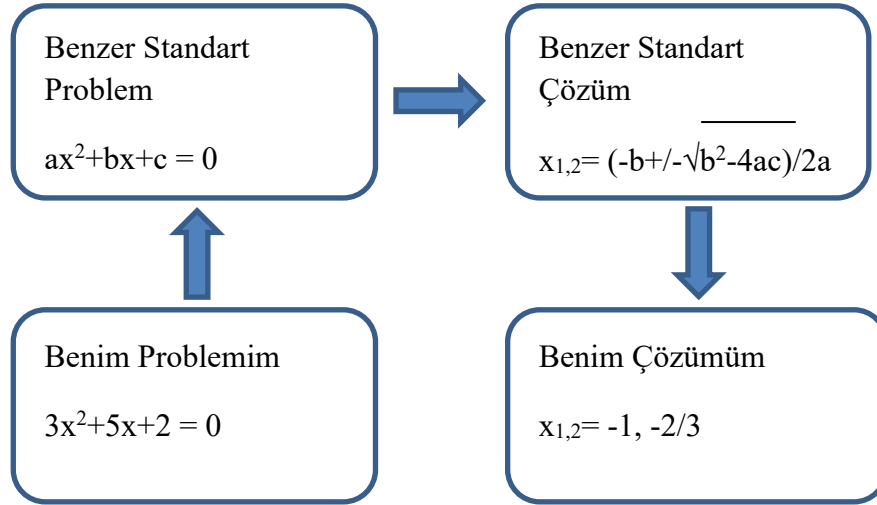 Benzer Standart
Problem
ax²+bx+c = 0
Benzer Standart
Çözüm
x₁,₂= (-b+/-√b²-4ac)/2a
Benim Problemim
3x²+5x+2 = 0
Benim Çözümüm
x₁,₂= -1, -2/3